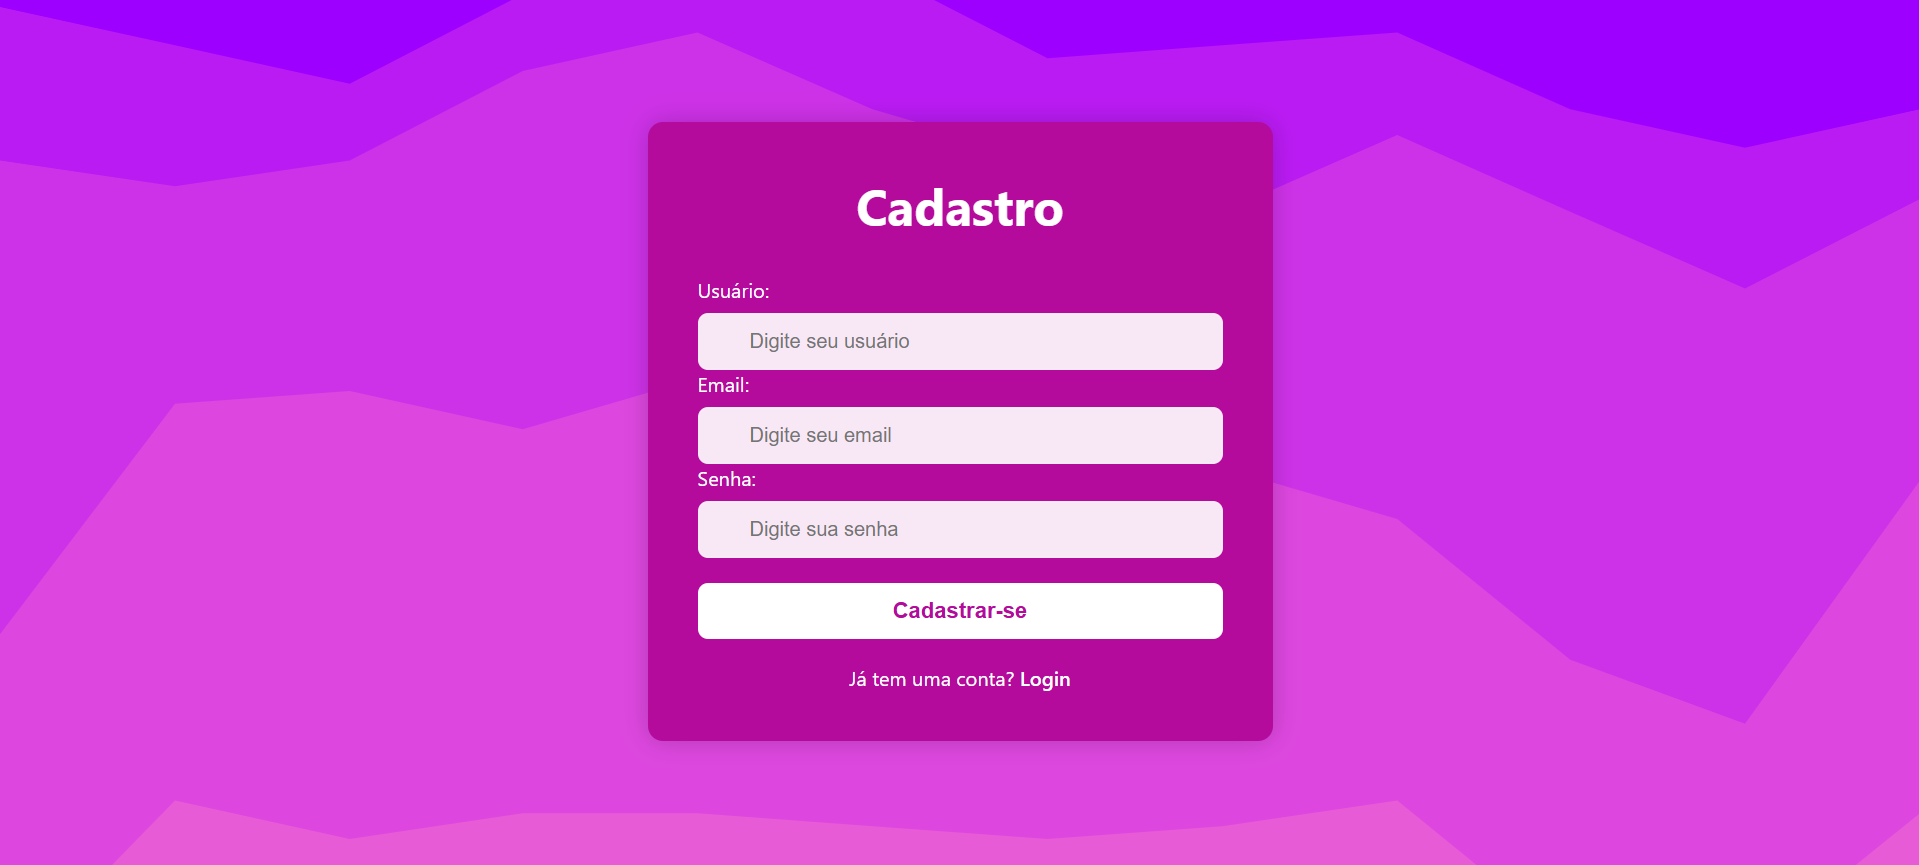 Cadastro
Usuário:
Digite seu usuário
Email:
Digite seu email
Senha:
Digite sua senha
Cadastrar-se
Já tem uma conta? Login